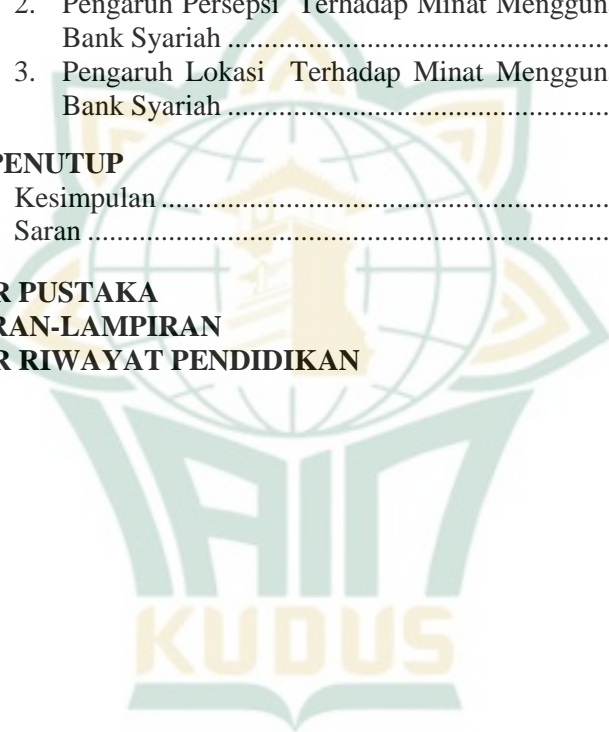 2. Pengaruh Persepsi Terhadap Minat Menggun
Bank Syariah ....................................................
3. Pengaruh Lokasi Terhadap Minat Menggun
Bank Syariah ....................................................
PENUTUP
Kesimpulan .............................................................
Saran .......................................................................
R PUSTAKA
RAN-LAMPIRAN
R RIWAYAT PENDIDIKAN
IAIN
KUDUS